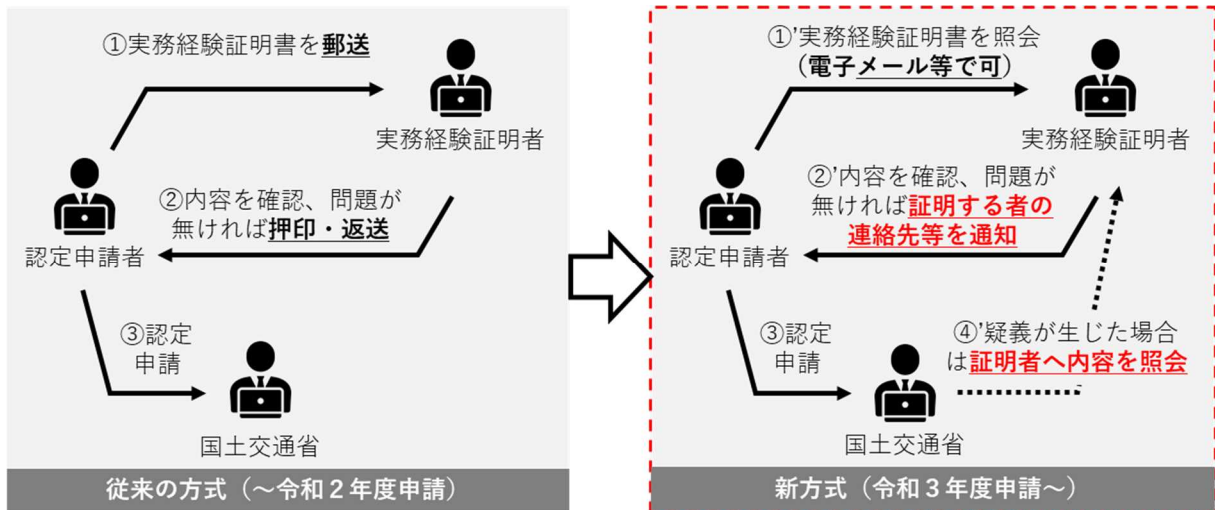 ①実務経験証明書を郵送
実務経験証明者
②内容を確認、問題が
無ければ押印・返送
認定申請者
③認定
申請
国土交通省
従来の方式（～令和２年度申請）
①’実務経験証明書を照会
（電子メール等で可）
実務経験証明者
②’内容を確認、問題が
無ければ証明する者の
連絡先等を通知
認定申請者
③認定
申請
④’疑義が生じた場合
は証明者へ内容を照会
国土交通省
新方式（令和３年度申請～）